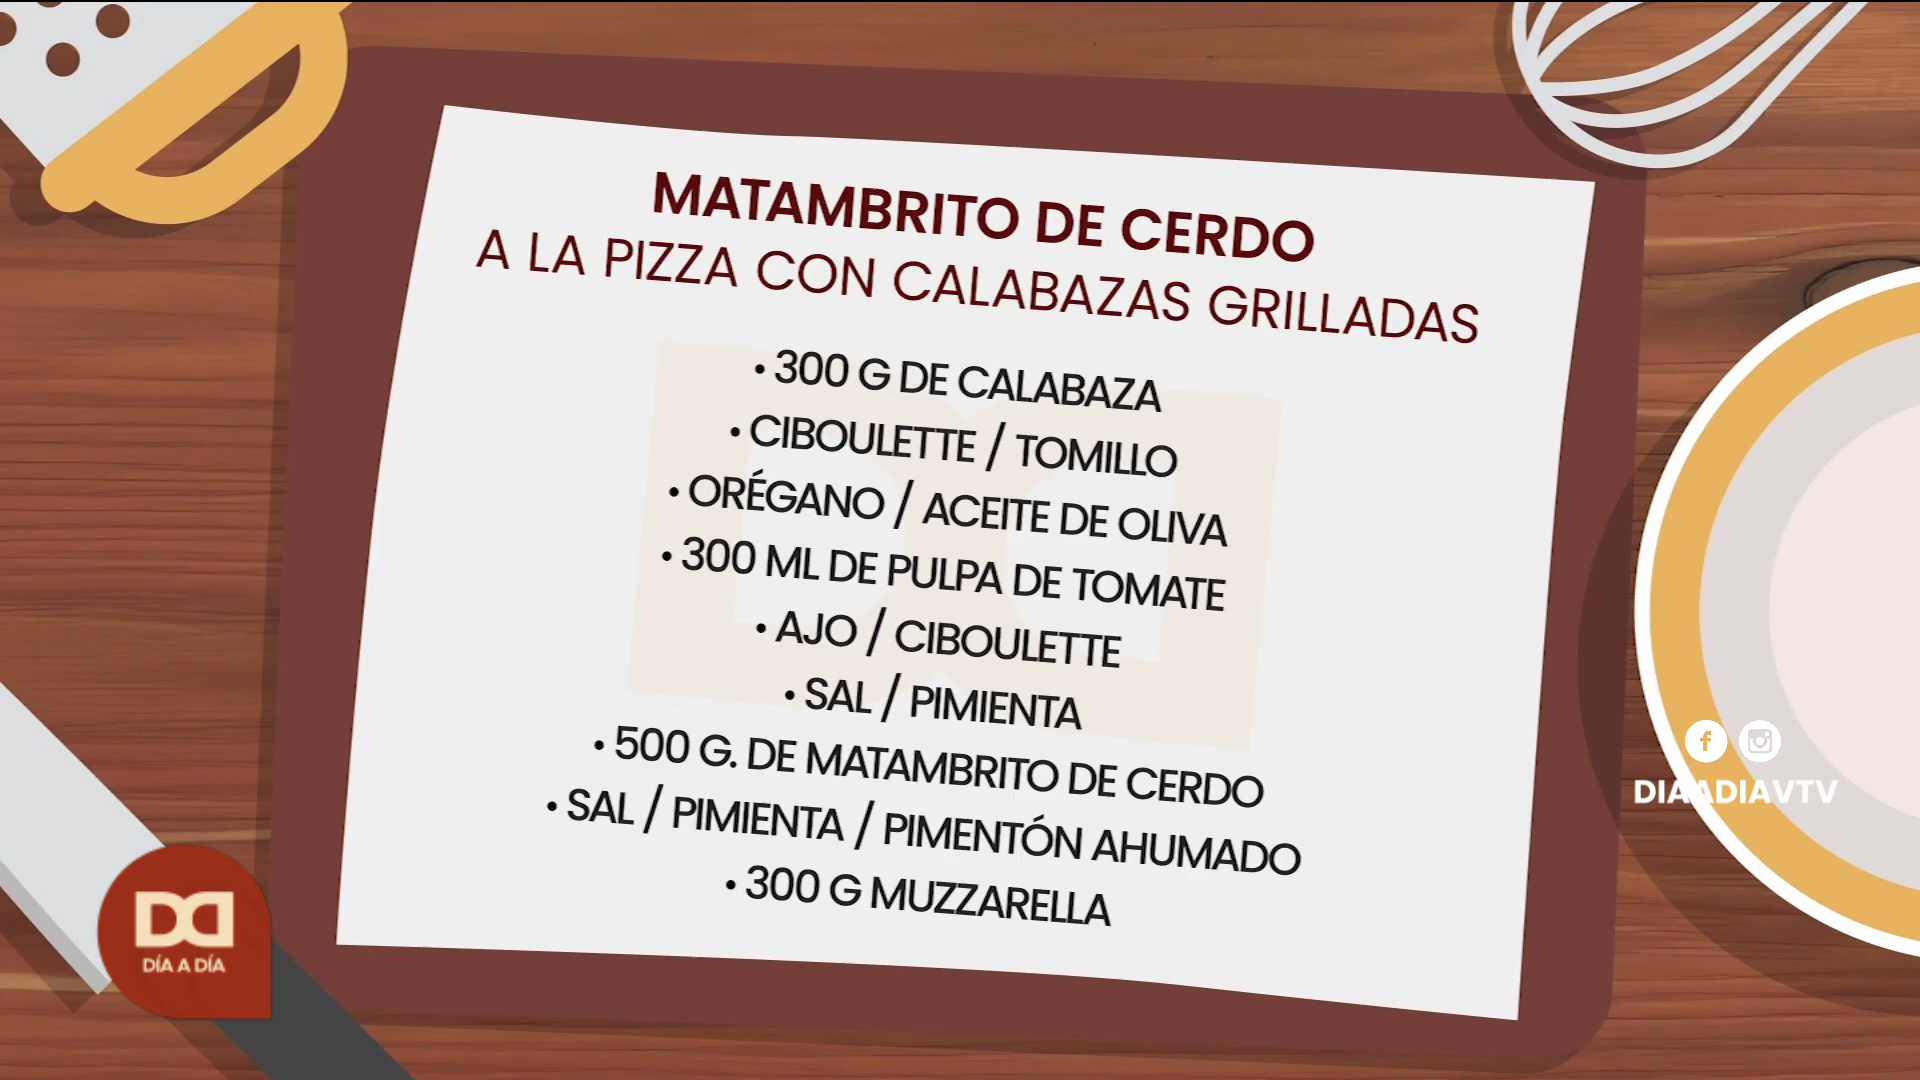 MATAMBRITO DE CERDO
A LA PIZZA CON CALABAZAS GRILLADAS
• 300 G DE CALABAZA
• CIBOULETTE / TOMILLO
• ORÉGANO / ACEITE DE OLIVA
• 300 ML DE PULPA DE TOMATE
• AJO / CIBOULETTE
• SAL / PIMIENTA
• 500 G. DE MATAMBRITO DE CERDO
• SAL / PIMIENTA / PIMENTÓN AHUMADO
• 300 G MUZZARELLA
f
DIAADIAVTV
DD
DÍA A DÍA